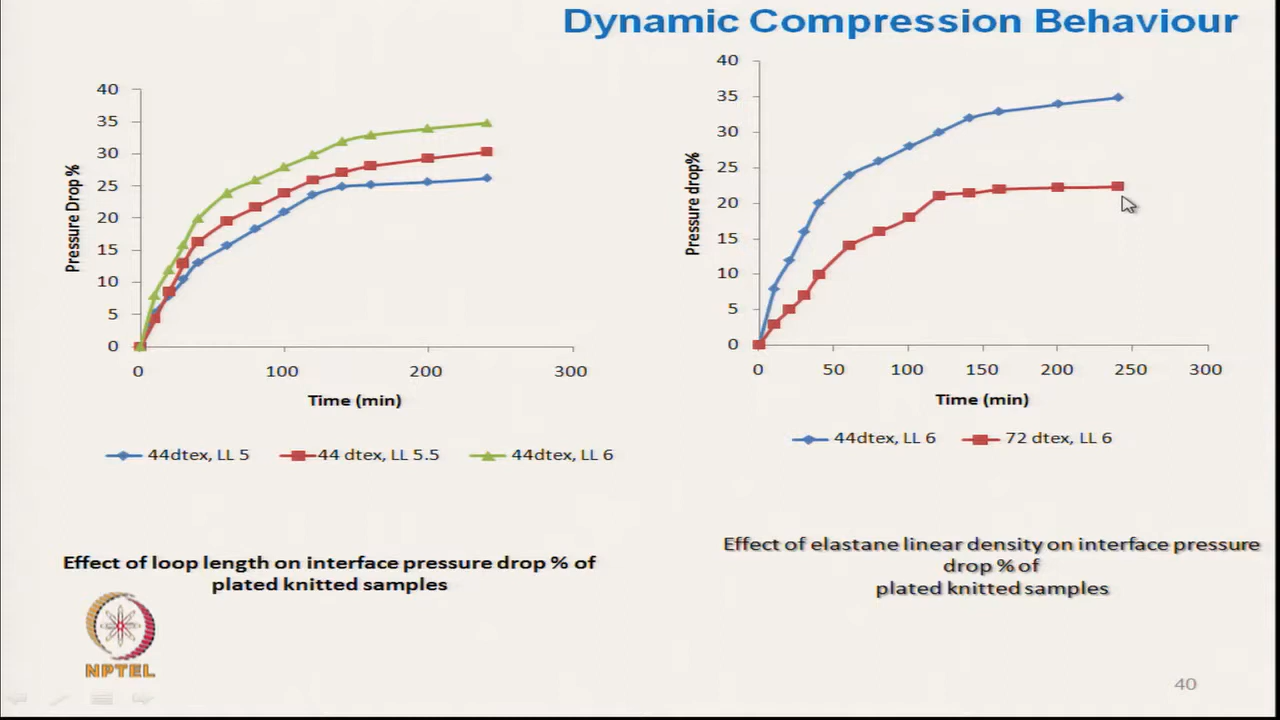 Dynamic Compression Behaviour
40
35
30
25
20
15
10
5
0
Pressure Drop %
0 100 200 300
Time (min)
44dtex, LL 5 44 dtex, LL 5.5 44dtex, LL 6
Effect of loop length on interface pressure drop % of
plated knitted samples
40
35
30
25
20
15
10
5
0
Pressure drop%
0 50 100 150 200 250 300
Time (min)
44dtex, LL 6 72 dtex, LL 6
Effect of elastane linear density on interface pressure
drop % of
plated knitted samples
NPTEL
40